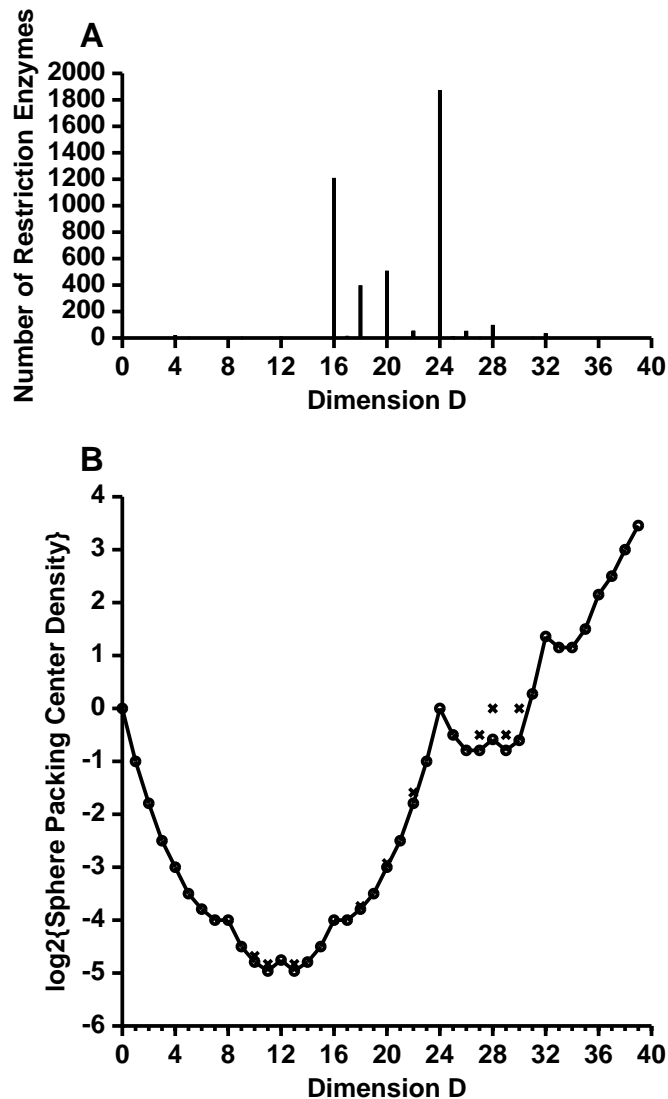 A
Number of Restriction Enzymes
2000
1800
1600
1400
1200
1000
800
600
400
200
0
0 4 8 12 16 20 24 28 32 36 40
Dimension D
B
log2{Sphere Packing Center Density}
4
3
2
1
0
-1
-2
-3
-4
-5
-6
0 4 8 12 16 20 24 28 32 36 40
Dimension D